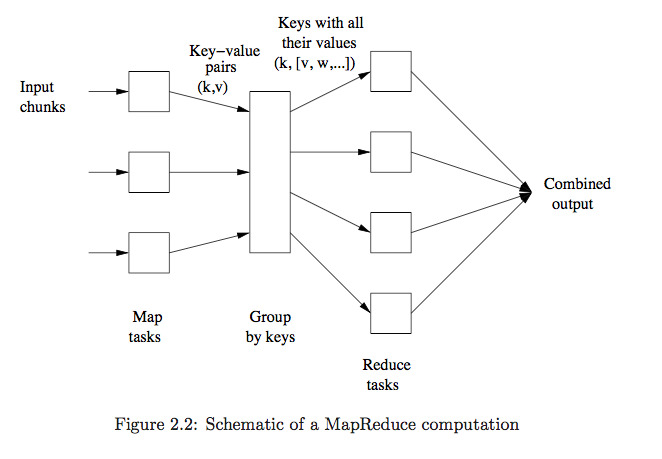 Keys with all
their values
(k, [v, w,...])
Key−value
pairs
(k,v)
Input
chunks
Combined
output
Map
tasks
Group
by keys
Reduce
tasks
Figure 2.2: Schematic of a MapReduce computation